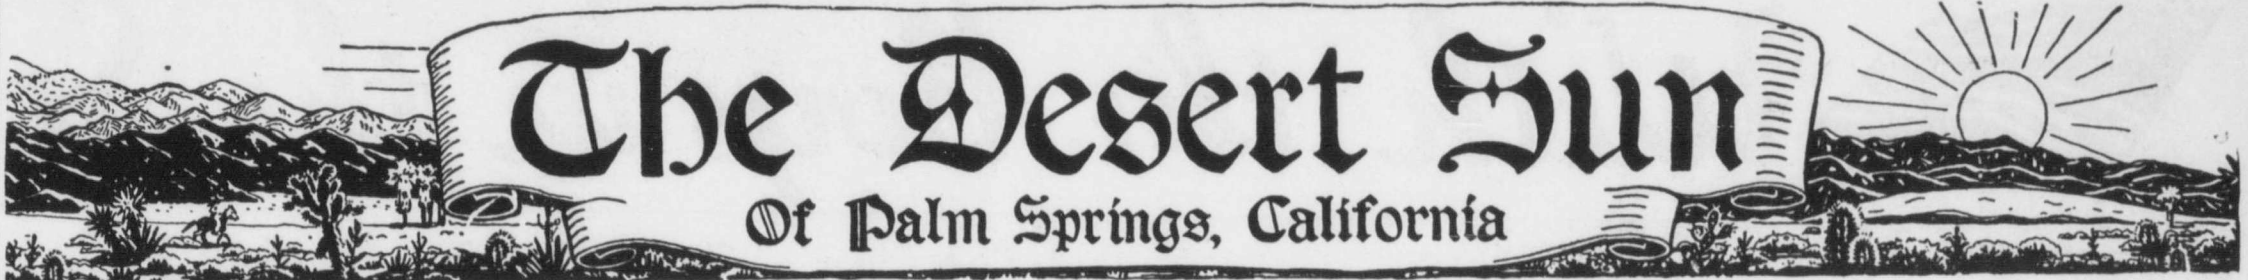 The Desert Sun
Of Palm Springs, California